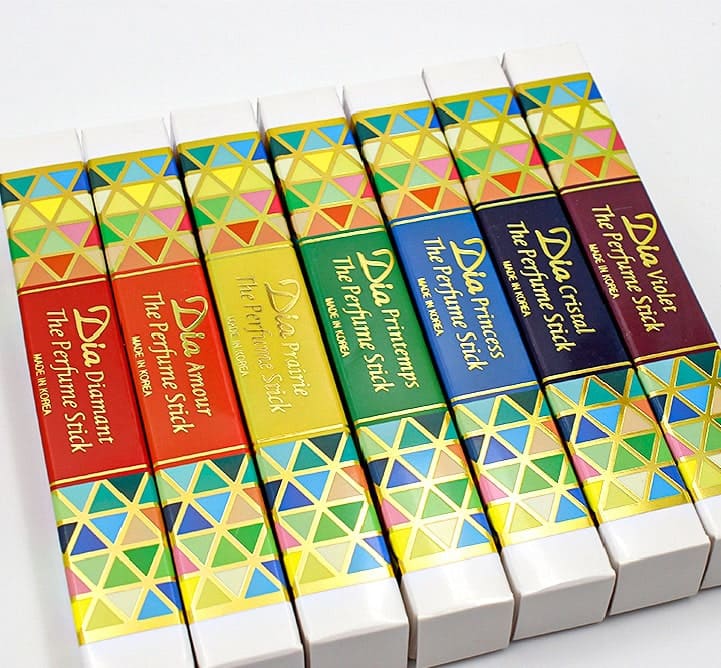 Dia Diamant
The Perfume Stick
MADE IN KOREA
Dia Amour
The Perfume Stick
MADE IN KOREA
Dia Prairie
The Perfume Stick
MADE IN KOREA
Dia Printemps
The Perfume Stick
MADE IN KOREA
Dia Princess
The Perfume Stick
MADE IN KOREA
Dia Cristal
The Perfume Stick
MADE IN KOREA
Dia Violet
The Perfume Stick
MADE IN KOREA